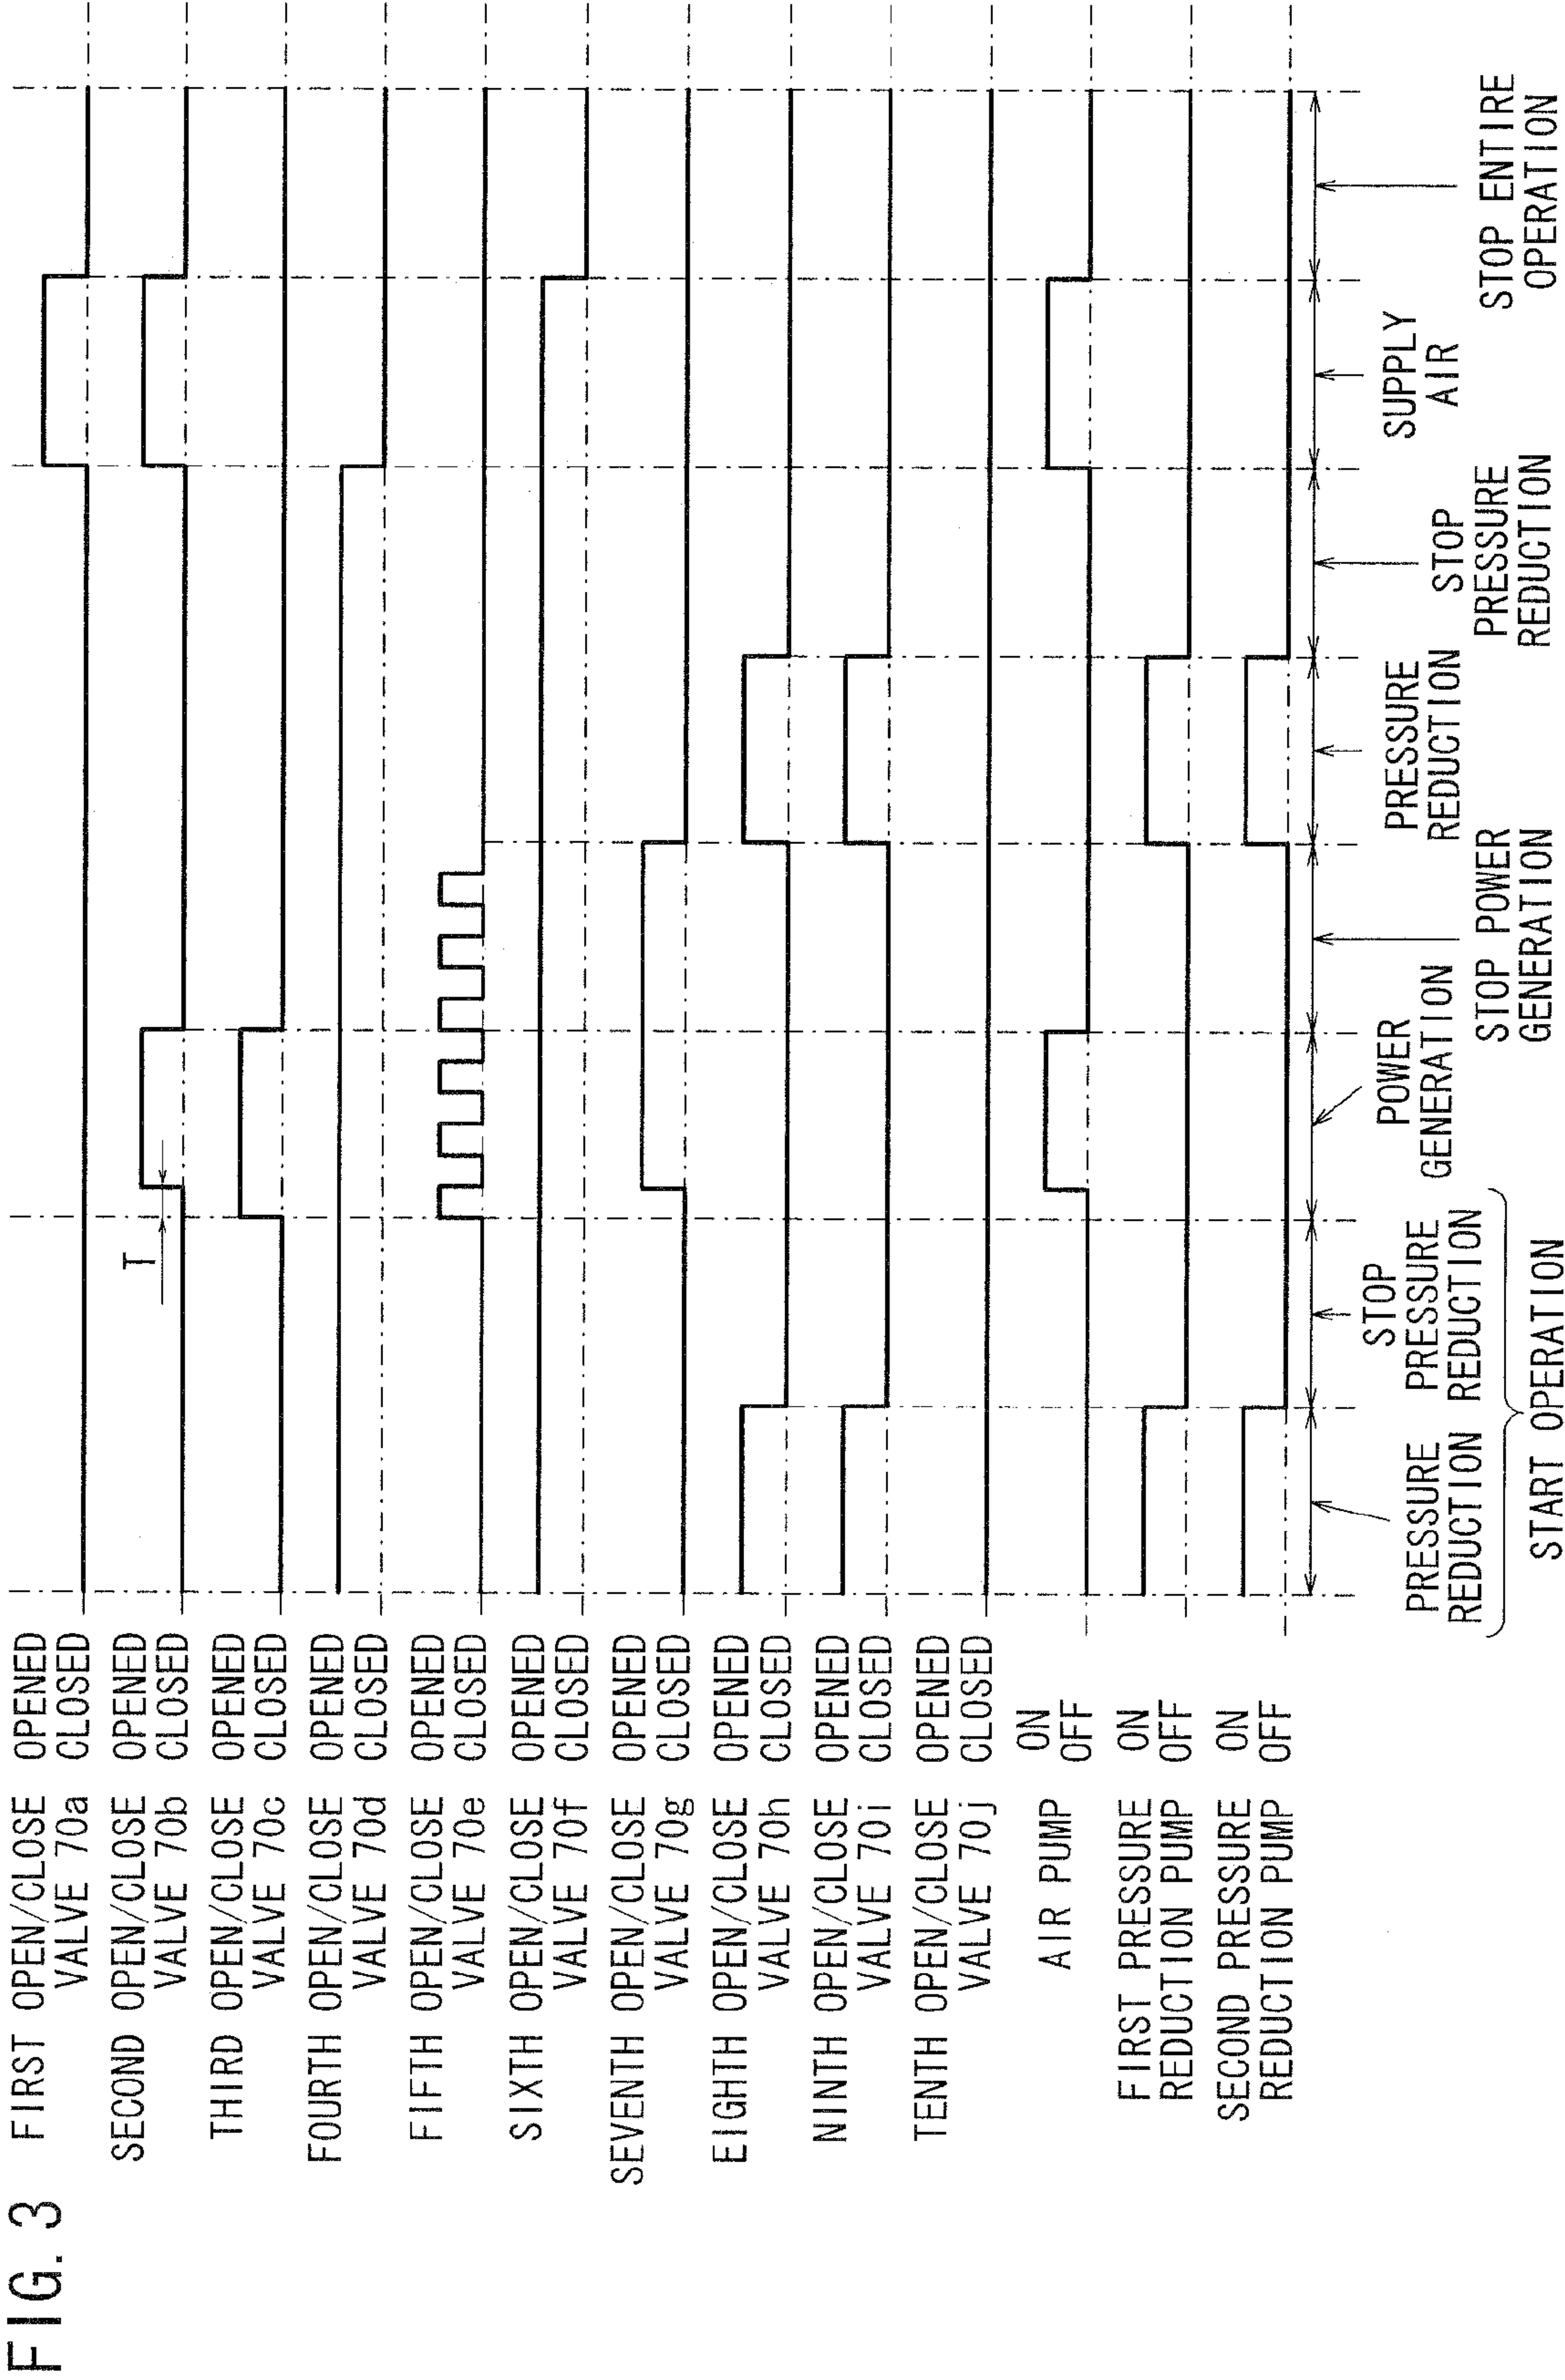 FIG. 3
FIRST OPEN/CLOSE OPENED
VALVE 70a CLOSED
SECOND OPEN/CLOSE OPENED
VALVE 70b CLOSED
THIRD OPEN/CLOSE OPENED
VALVE 70c CLOSED
FOURTH OPEN/CLOSE OPENED
VALVE 70d CLOSED
FIFTH OPEN/CLOSE OPENED
VALVE 70e CLOSED
SIXTH OPEN/CLOSE OPENED
VALVE 70f CLOSED
SEVENTH OPEN/CLOSE OPENED
VALVE 70g CLOSED
EIGHTH OPEN/CLOSE OPENED
VALVE 70h CLOSED
NINTH OPEN/CLOSE OPENED
VALVE 70i CLOSED
TENTH OPEN/CLOSE OPENED
VALVE 70j CLOSED
AIR PUMP
ON
OFF
FIRST PRESSURE ON
REDUCTION PUMP OFF
SECOND PRESSURE ON
REDUCTION PUMP OFF
T
PRESSURE
REDUCTION
STOP
PRESSURE
REDUCTION
START OPERATION
POWER
GENERATION
STOP POWER
GENERATION
PRESSURE
REDUCTION
STOP
PRESSURE
REDUCTION
SUPPLY
AIR
STOP ENTIRE
OPERATION